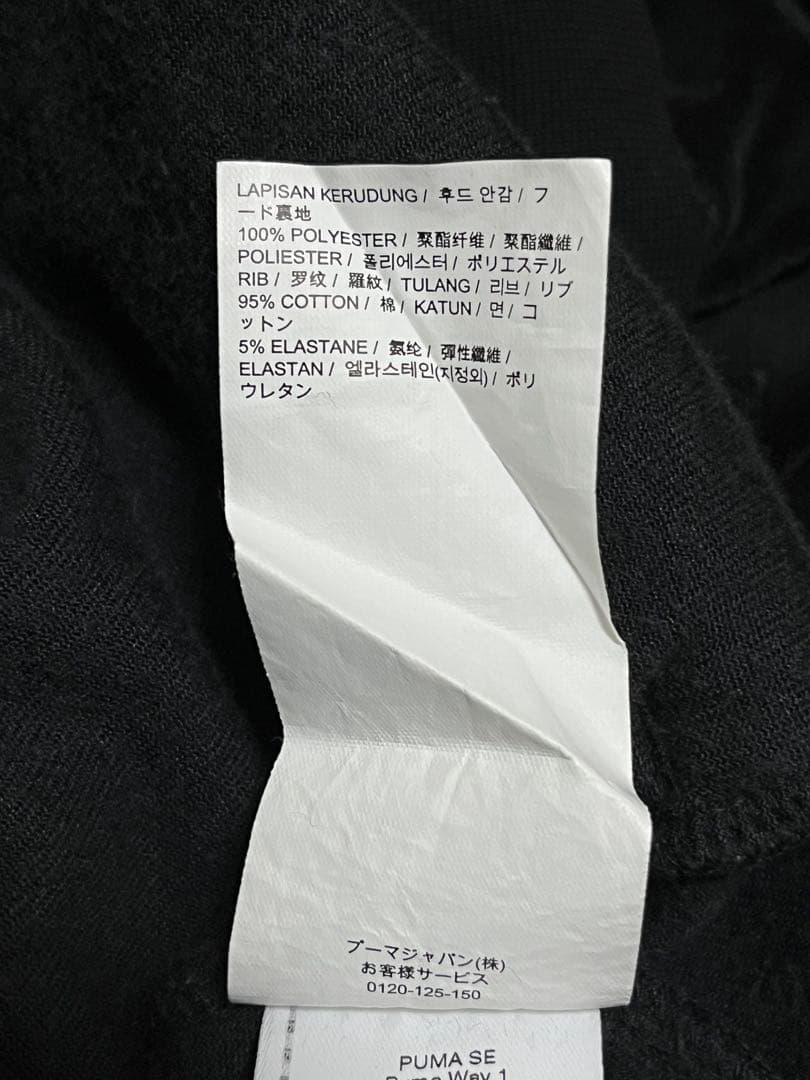 LAPISAN KERUDUNG / 후드 안감 / フ
ード裏地
100% POLYESTER / 聚酯纤维 / 聚酯纖維 /
POLIESTER / 폴리에스터 / ポリエステル
RIB / 罗纹 / 羅紋 / TULANG / 리브 / リブ
95% COTTON / 棉 / KATUN / 면 / コ
ットン
5% ELASTANE / 氨纶 / 彈性纖維 /
ELASTAN / 엘라스테인(지정외) / ポリ
ウレタン
プーマジャパン(株)
お客様サービス
0120-125-150
PUMA SE
Puma Way 1